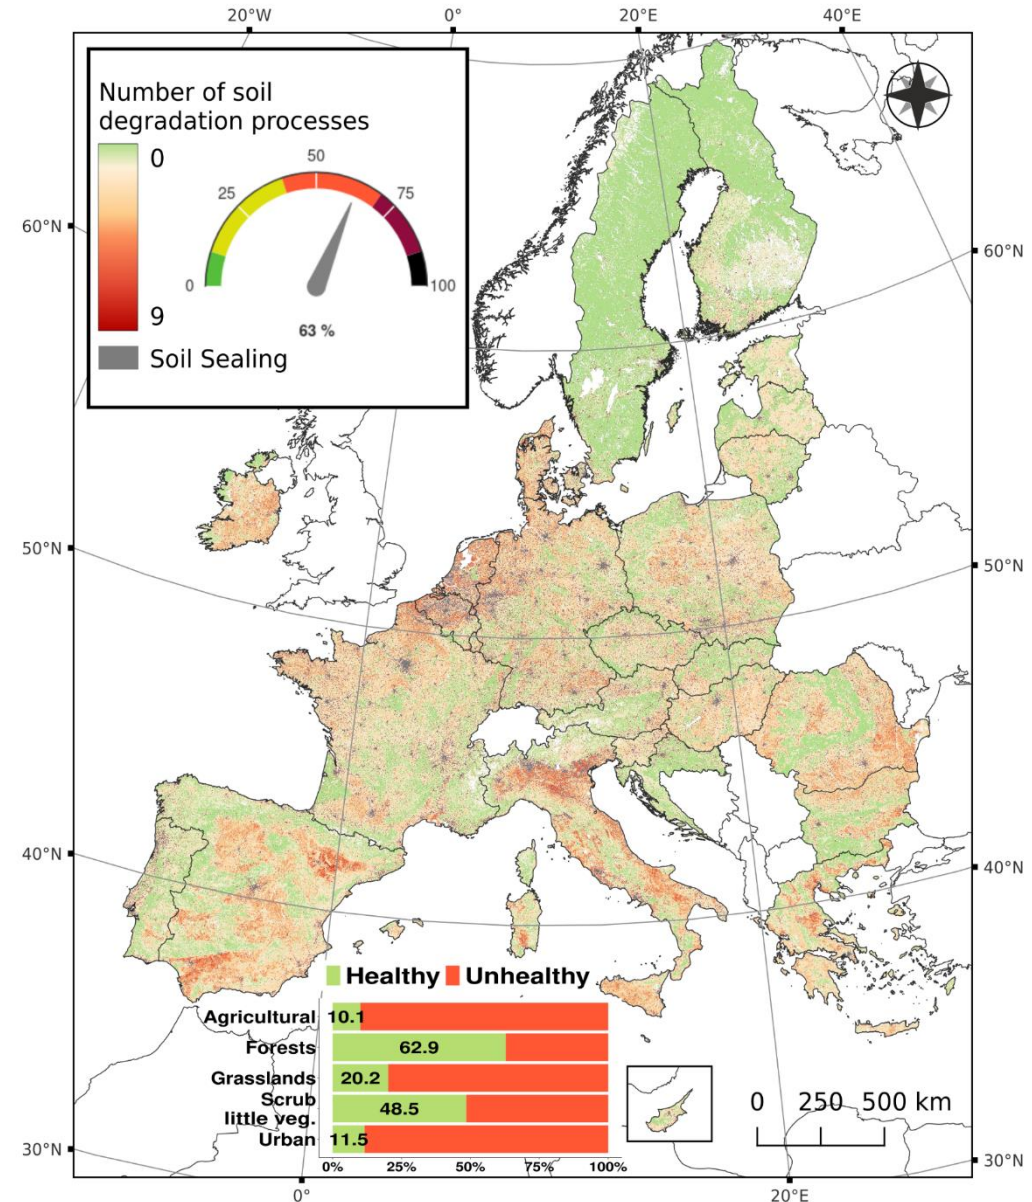 20°W 0° 20°E 40°E
Number of soil
degradation processes
0
9
Soil Sealing
0
25
50
75
100
63 %
60°N
60°N
50°N
50°N
40°N
40°N
30°N
30°N
Healthy Unhealthy
Agricultural 10.1
Forests 62.9
Grasslands 20.2
Scrub
little veg. 48.5
Urban 11.5
0% 25% 50% 75% 100%
0 250 500 km
0° 20°E